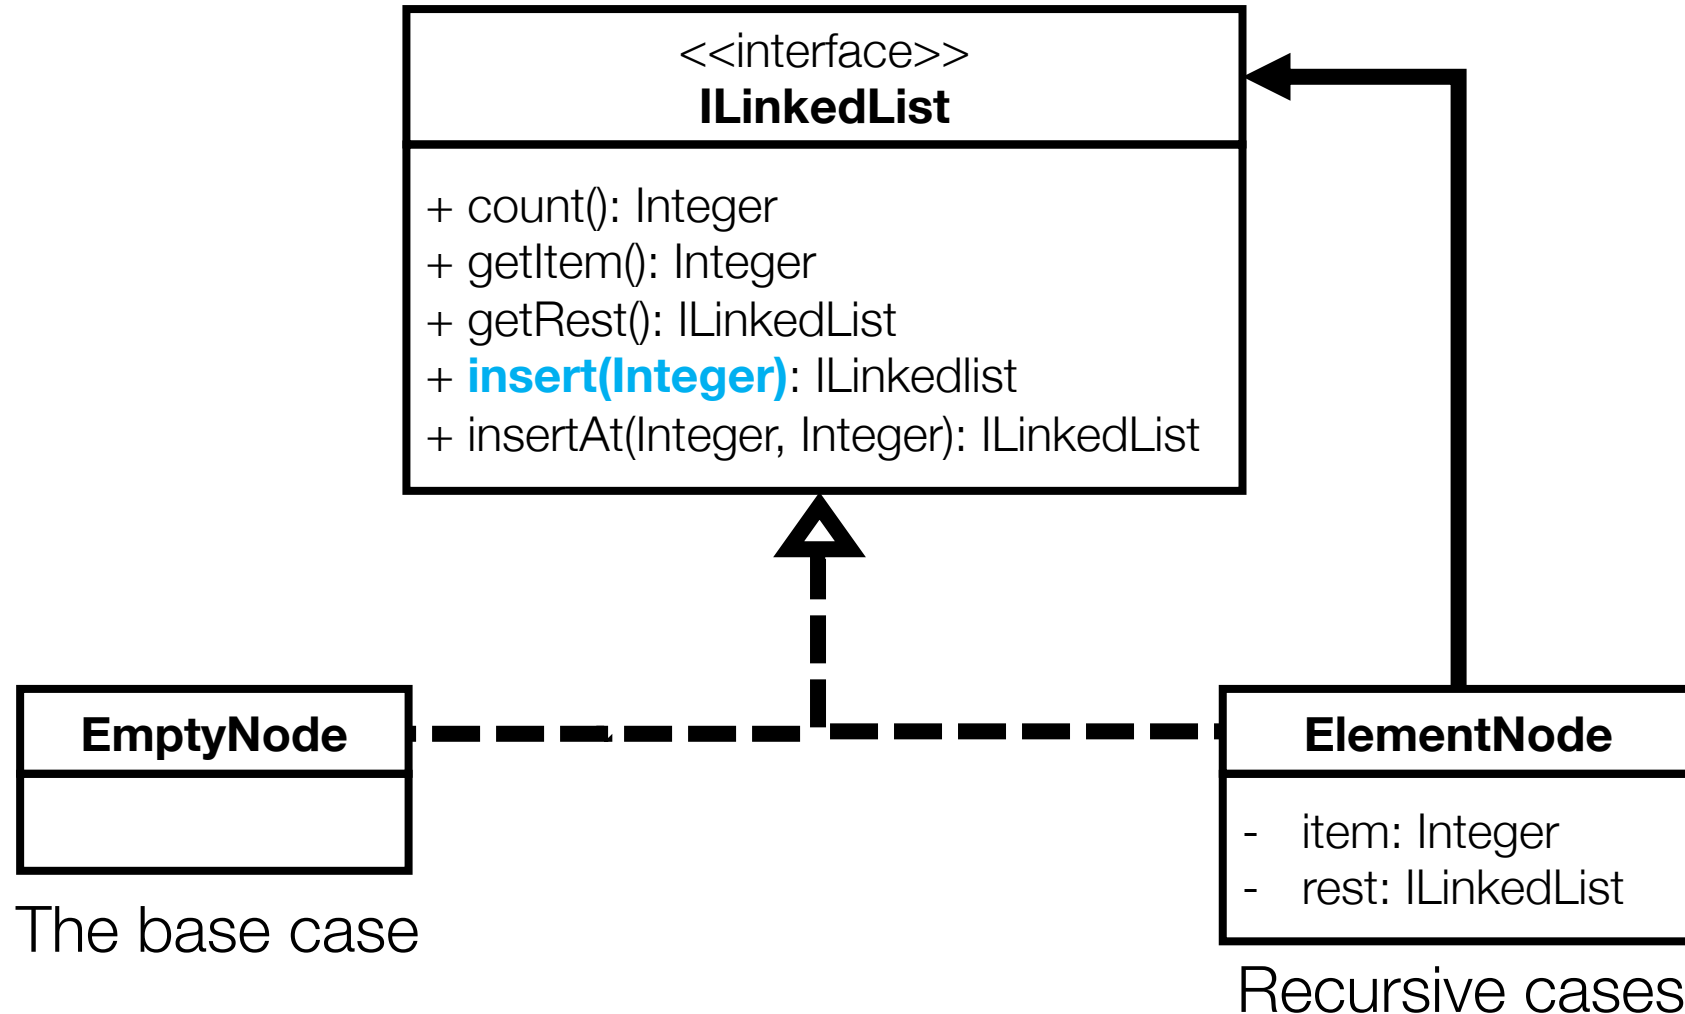 <<interface>>
ILinkedList
+ count(): Integer
+ getItem(): Integer
+ getRest(): ILinkedList
+ insert(Integer): ILinkedlist
+ insertAt(Integer, Integer): ILinkedList
EmptyNode
The base case
ElementNode
- item: Integer
- rest: ILinkedList
Recursive cases